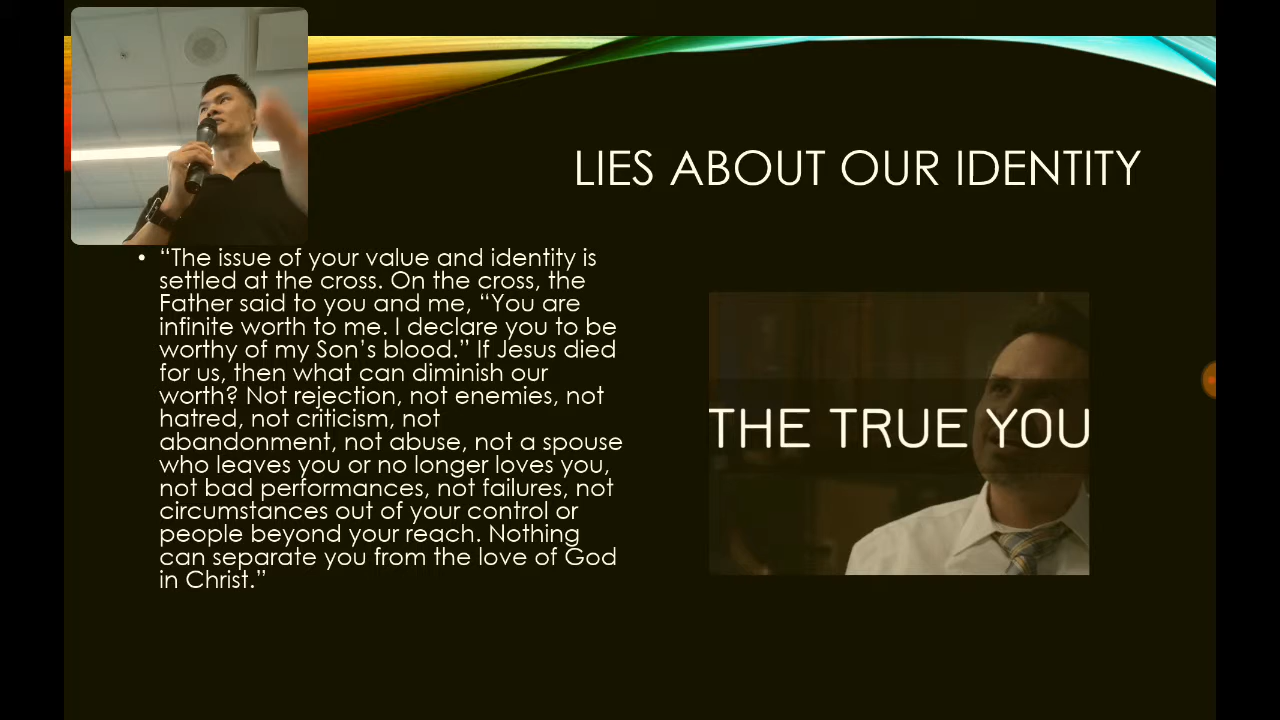 LIES ABOUT OUR IDENTITY
• “The issue of your value and identity is
settled at the cross. On the cross, the
Father said to you and me, “You are
infinite worth to me. I declare you to be
worthy of my Son’s blood.” If Jesus died
for us, then what can diminish our
worth? Not rejection, not enemies, not
hatred, not criticism, not
abandonment, not abuse, not a spouse
who leaves you or no longer loves you,
not bad performances, not failures, not
circumstances out of your control or
people beyond your reach. Nothing
can separate you from the love of God
in Christ.”
THE TRUE YOU